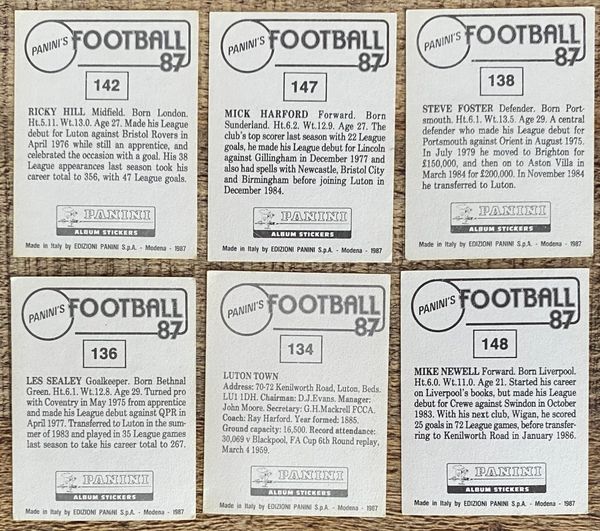 PANINI'S FOOTBALL 87
142
RICKY HILL Midfield. Born London.
Ht.5.11. Wt.13.0. Age 27. Made his League
debut for Luton against Bristol Rovers in
April 1976 while still an apprentice, and
celebrated the occasion with a goal. His 38
League appearances last season took his
career total to 356, with 47 League goals.
PANINI
ALBUM STICKERS
Made in Italy by EDIZIONI PANINI S.p.A. - Modena - 1987
PANINI'S FOOTBALL 87
147
MICK HARFORD Forward. Born
Sunderland. Ht.6.2. Wt.12.9. Age 27. The
club's top scorer last season with 22 League
goals, he made his League debut for Lincoln
against Gillingham in December 1977 and
also had spells with Newcastle, Bristol City
and Birmingham before joining Luton in
December 1984.
PANINI
ALBUM STICKERS
Made in Italy by EDIZIONI PANINI S.p.A. - Modena - 1987
PANINI'S FOOTBALL 87
138
STEVE FOSTER Defender. Born Port-
smouth. Ht.6.1. Wt.13.5. Age 29. A central
defender who made his League debut for
Portsmouth against Orient in August 1975.
In July 1979 he moved to Brighton for
£150,000, and then on to Aston Villa in
March 1984 for £200,000. In November 1984
he transferred to Luton.
PANINI
ALBUM STICKERS
Made in Italy by EDIZIONI PANINI S.p.A. - Modena - 1987
PANINI'S FOOTBALL 87
136
LES SEALEY Goalkeeper. Born Bethnal
Green. Ht.6.1. Wt.12.8. Age 29. Turned pro
with Coventry in May 1975 from apprentice
and made his League debut against QPR in
April 1977. Transferred to Luton in the sum-
mer of 1983 and played in 35 League games
last season to take his career total to 267.
PANINI
ALBUM STICKERS
Made in Italy by EDIZIONI PANINI S.p.A. - Modena - 1987
PANINI'S FOOTBALL 87
134
LUTON TOWN
Address: 70-72 Kenilworth Road, Luton, Beds.
LU1 1DH. Chairman: D.J.Evans. Manager:
John Moore. Secretary: G.H.Mackrell FCCA.
Coach: Ray Harford. Year formed: 1885.
Ground capacity: 16,500. Record attendance:
30,069 v Blackpool, FA Cup 6th Round replay,
March 4 1959.
PANINI
ALBUM STICKERS
Made in Italy by EDIZIONI PANINI S.p.A. - Modena - 1987
PANINI'S FOOTBALL 87
148
MIKE NEWELL Forward. Born Liverpool.
Ht.6.0. Wt.11.0. Age 21. Started his career
on Liverpool's books, but made his League
debut for Crewe against Swindon in October
1983. With his next club, Wigan, he scored
25 goals in 72 League games, before transfer-
ring to Kenilworth Road in January 1986.
PANINI
ALBUM STICKERS
Made in Italy by EDIZIONI PANINI S.p.A. - Modena - 1987